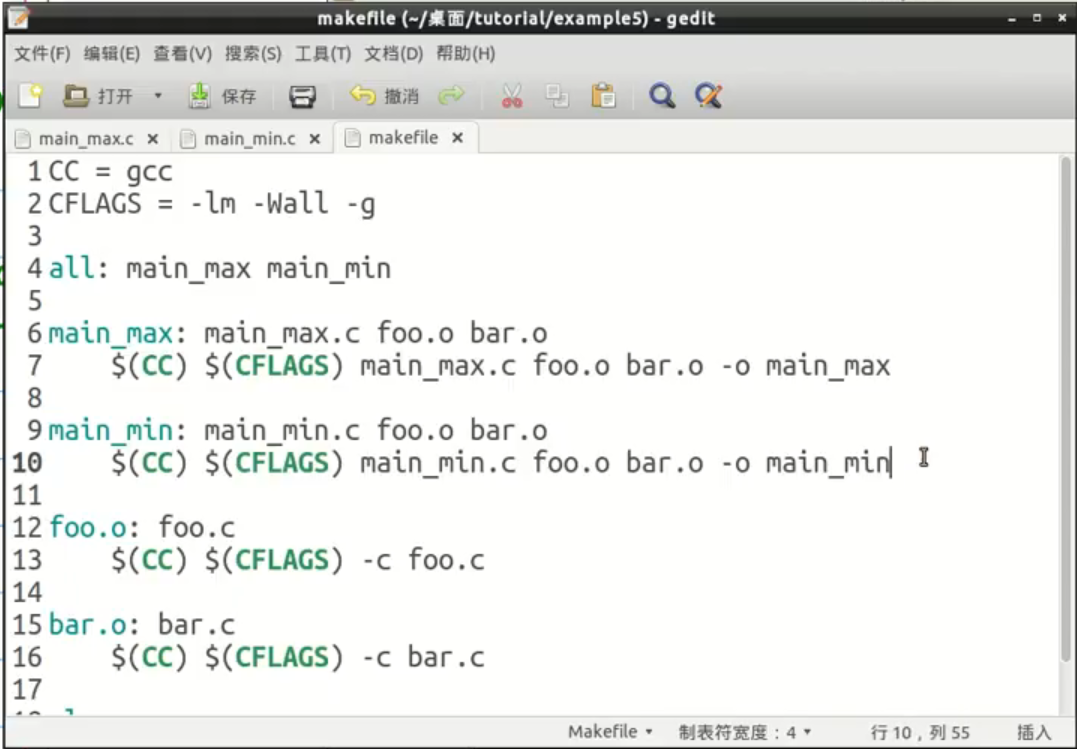 makefile (~/桌面/tutorial/example5) - gedit
文件(F) 编辑(E) 查看(V) 搜索(S) 工具(T) 文档(D) 帮助(H)
打开 保存 撤消
main_max.c main_min.c makefile
1 CC = gcc
2 CFLAGS = -lm -Wall -g
3
4 all: main_max main_min
5
6 main_max: main_max.c foo.o bar.o
7 $(CC) $(CFLAGS) main_max.c foo.o bar.o -o main_max
8
9 main_min: main_min.c foo.o bar.o
10 $(CC) $(CFLAGS) main_min.c foo.o bar.o -o main_min
11
12 foo.o: foo.c
13 $(CC) $(CFLAGS) -c foo.c
14
15 bar.o: bar.c
16 $(CC) $(CFLAGS) -c bar.c
17
Makefile 制表符宽度：4 行 10，列 55 插入